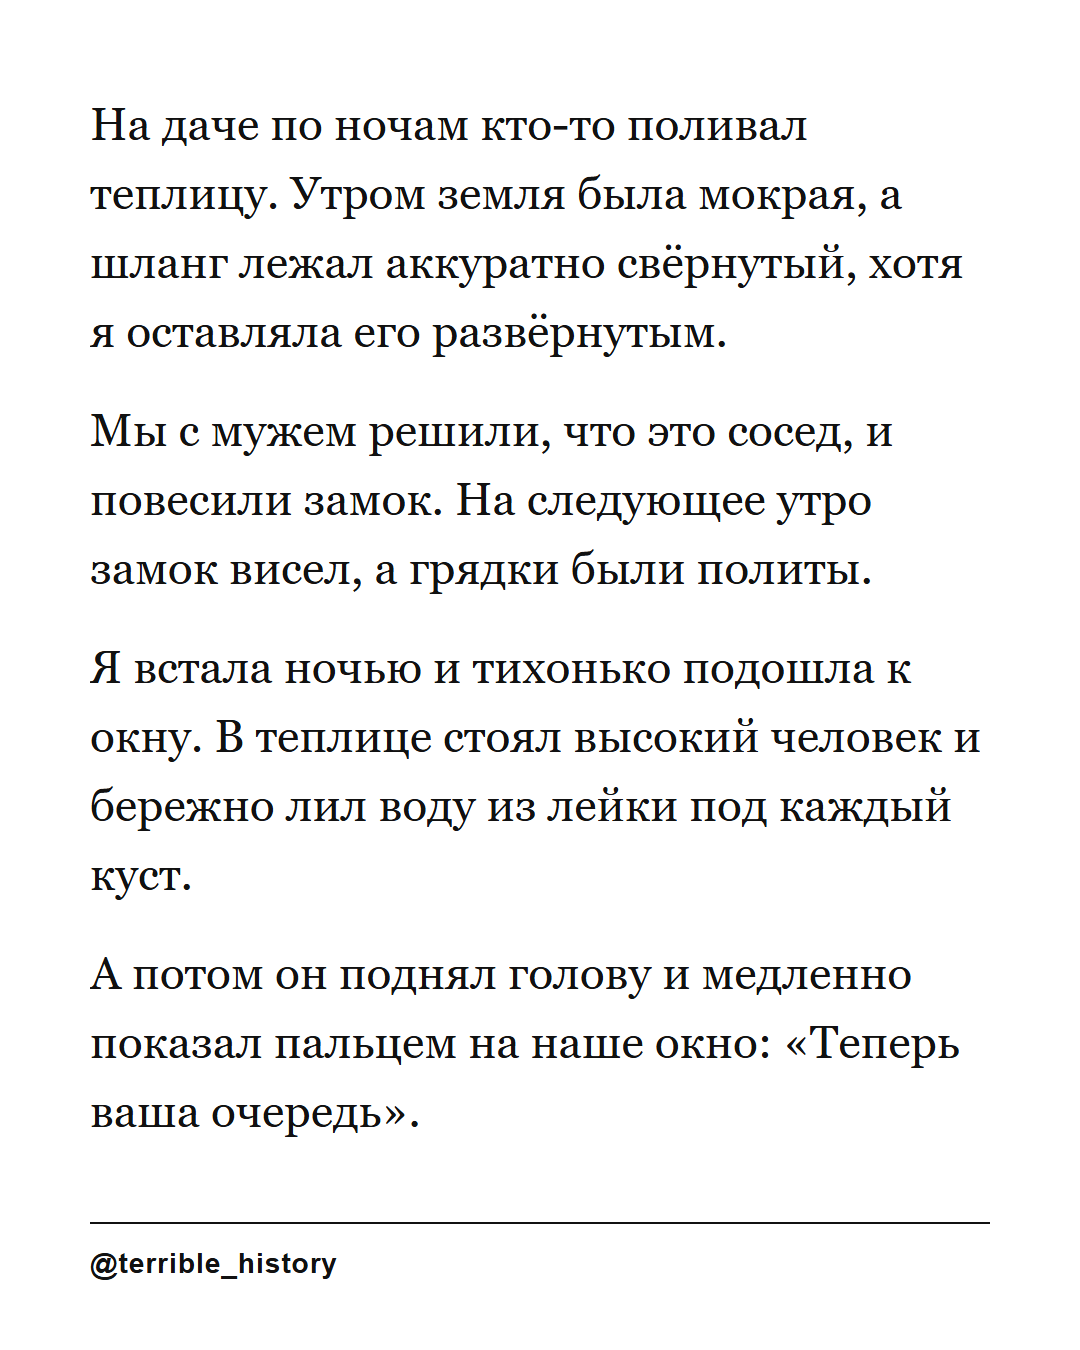 На даче по ночам кто-то поливал
теплицу. Утром земля была мокрая, а
шланг лежал аккуратно свёрнутый, хотя
я оставляла его развёрнутым.
Мы с мужем решили, что это сосед, и
повесили замок. На следующее утро
замок висел, а грядки были политы.
Я встала ночью и тихонько подошла к
окну. В теплице стоял высокий человек и
бережно лил воду из лейки под каждый
куст.
А потом он поднял голову и медленно
показал пальцем на наше окно: «Теперь
ваша очередь».
@terrible_history